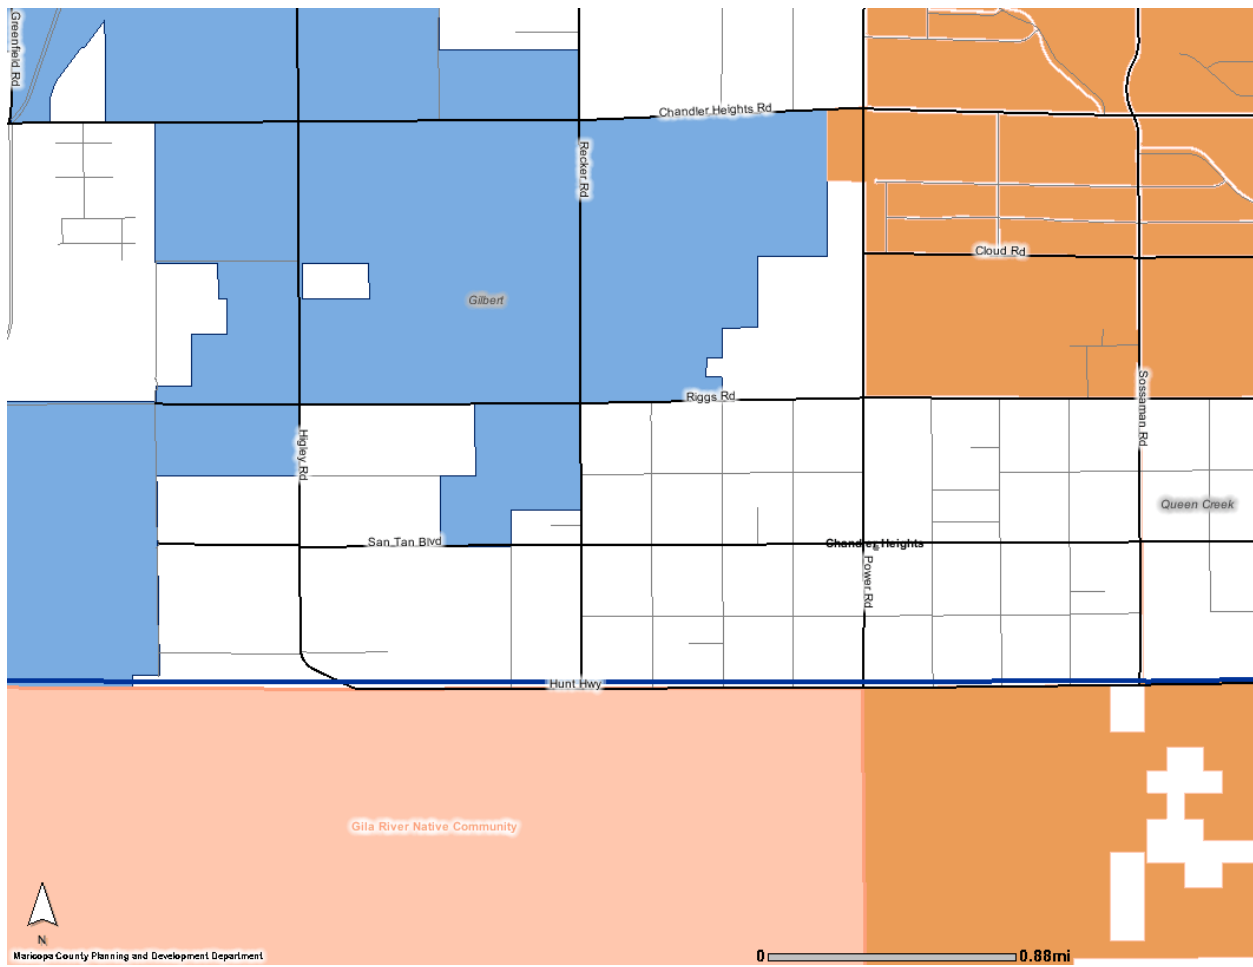 Greenfield Rd
Chandler Heights Rd
Recker Rd
Cloud Rd
Gilbert
Riggs Rd
Sossaman Rd
Higley Rd
Queen Creek
San Tan Blvd
Chandler Heights
Power Rd
Hunt Hwy
Gila River Native Community
N
Maricopa County Planning and Development Department
0
0.88mi